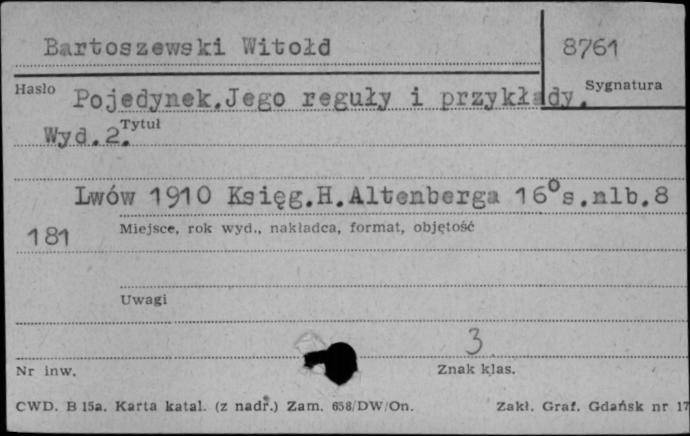 Bartoszewski Witołd
8761
Hasło
Sygnatura
Pojedynek.Jego reguły i przykłady.
Tytuł
Wyd.2.
Lwów 1910 Księg.H.Altenberga 16°s.nlb.8
181
Miejsce, rok wyd., nakładca, format, objętość
Uwagi
3
Nr inw.
Znak klas.
CWD. B 15a. Karta katal. (z nadr.) Zam. 658/DW/On.
Zakł. Graf. Gdańsk nr 17